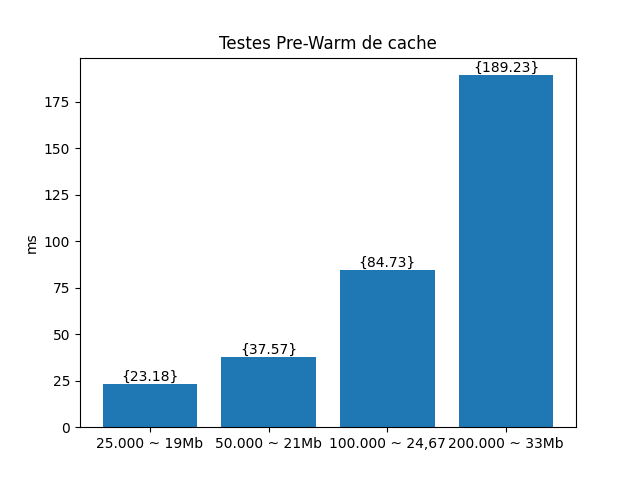 Testes Pre-Warm de cache
ms
175
150
125
100
75
50
25
0
{23.18}
{37.57}
{84.73}
{189.23}
25.000 ~ 19Mb
50.000 ~ 21Mb
100.000 ~ 24,67
200.000 ~ 33Mb